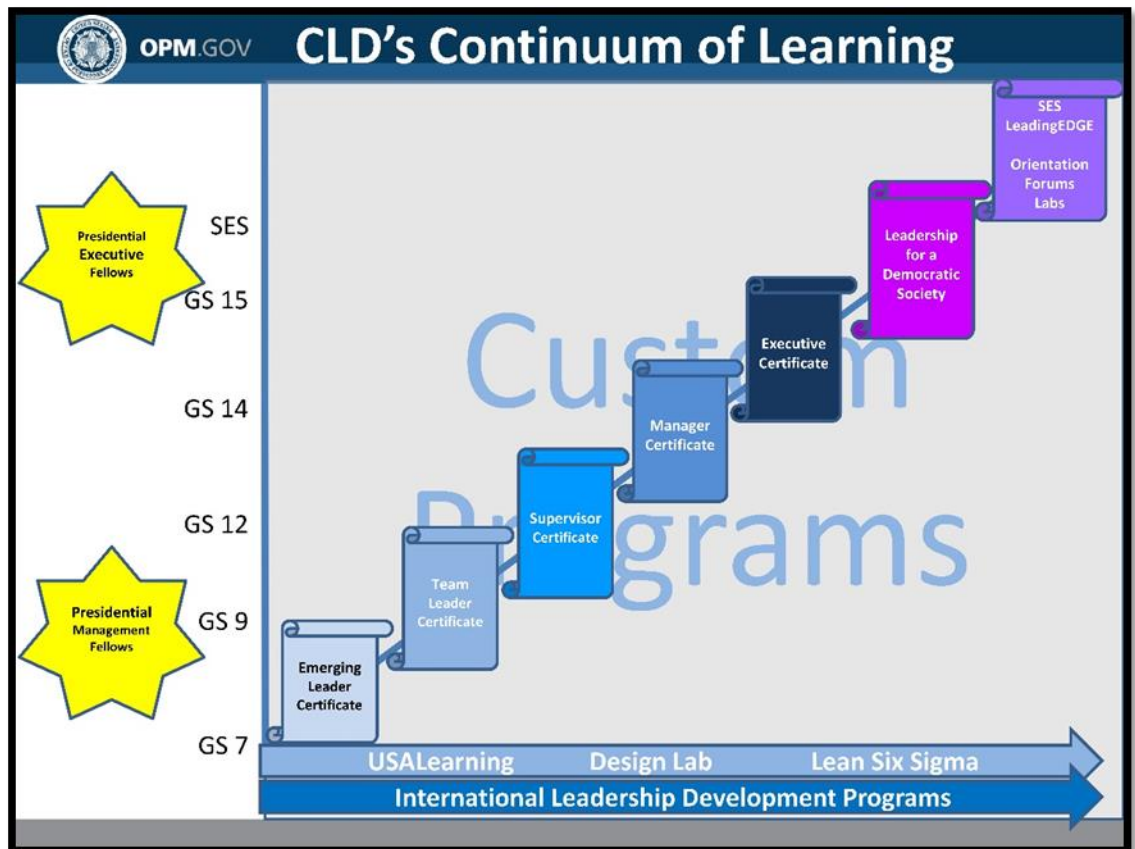 OPM.GOV
CLD's Continuum of Learning
Presidential
Executive
Fellows
Presidential
Management
Fellows
SES
GS 15
GS 14
GS 12
GS 9
GS 7
Custom
Programs
Emerging
Leader
Certificate
Team
Leader
Certificate
Supervisor
Certificate
Manager
Certificate
Executive
Certificate
Leadership
for a
Democratic
Society
SES
LeadingEDGE
Orientation
Forums
Labs
USALearning Design Lab Lean Six Sigma
International Leadership Development Programs